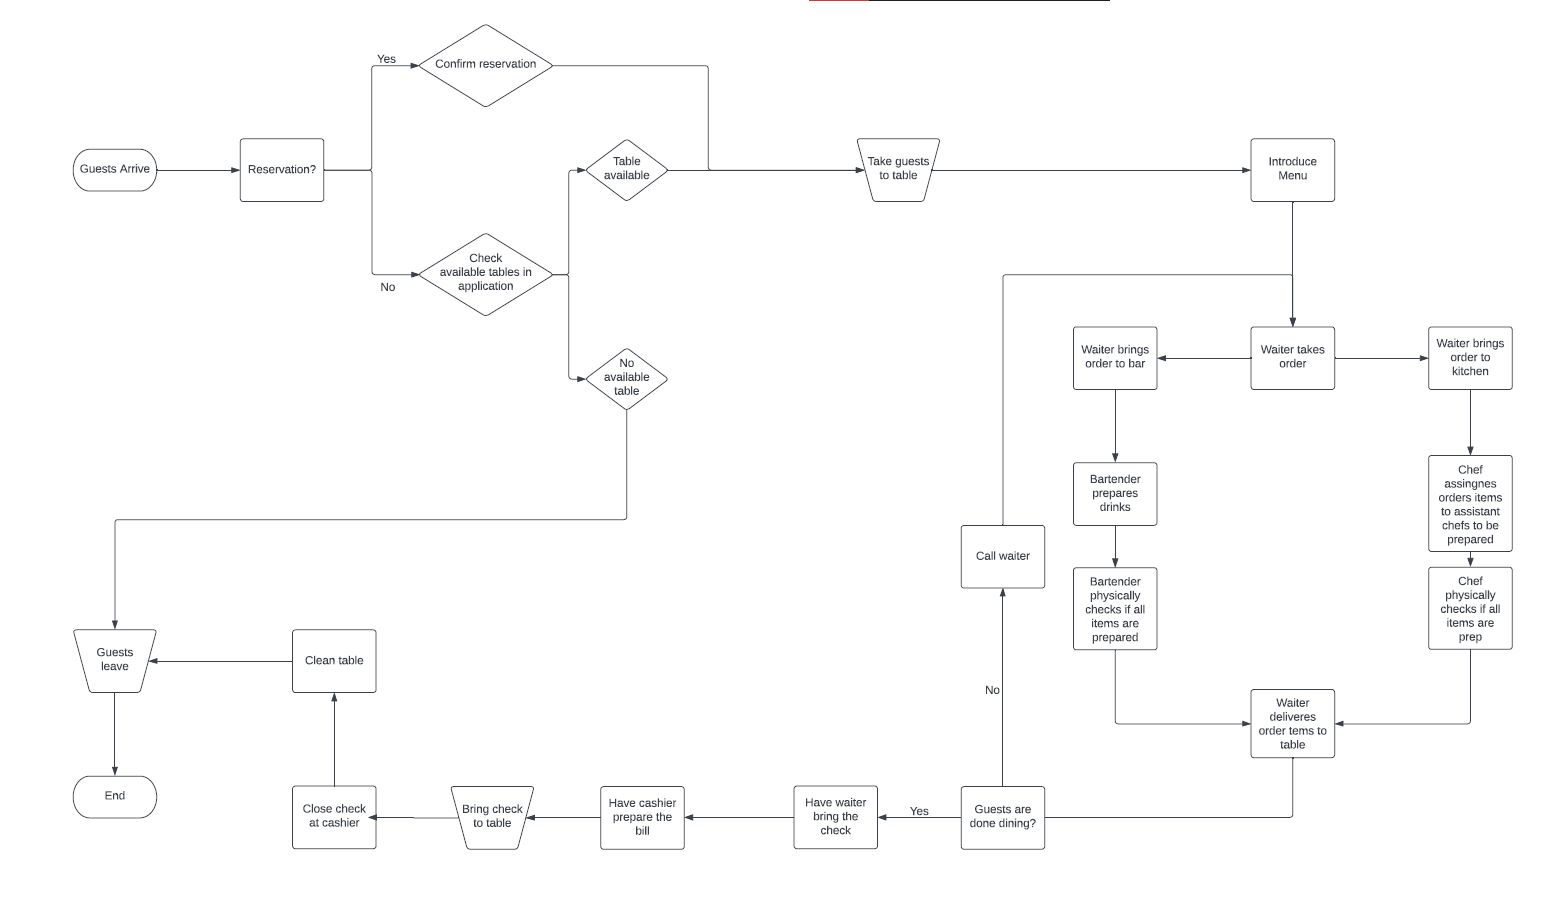 Yes
Confirm reservation
Guests Arrive
Reservation?
Table
available
Take guests
to table
Introduce
Menu
Check
available tables in
application
No
No
available
table
Waiter brings
order to bar
Waiter takes
order
Waiter brings
order to
kitchen
Bartender
prepares
drinks
Chef
assingnes
orders items
to assistant
chefs to be
prepared
Call waiter
Bartender
physically
checks if all
items are
prepared
Chef
physically
checks if all
items are
prep
Guests
leave
Clean table
No
Waiter
deliveres
order tems to
table
End
Close check
at cashier
Bring check
to table
Have cashier
prepare the
bill
Have waiter
bring the
check
Yes
Guests are
done dining?